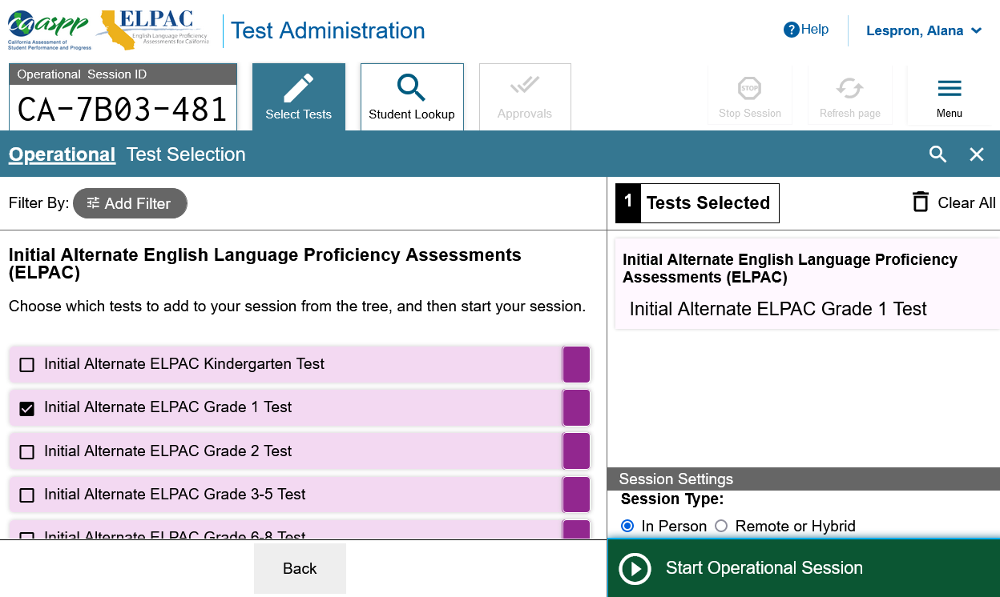 caaspp
California Assessment of
Student Performance and Progress
ELPAC
English Language Proficiency
Assessments for California
Test Administration
Help
Lespron, Alana
Operational Session ID
CA-7B03-481
Select Tests
Student Lookup
Approvals
STOP
Stop Session
Refresh page
Menu
Operational Test Selection
Filter By: Add Filter
1 Tests Selected
Clear All
Initial Alternate English Language Proficiency Assessments
(ELPAC)
Choose which tests to add to your session from the tree, and then start your session.
Initial Alternate ELPAC Kindergarten Test
Initial Alternate ELPAC Grade 1 Test
Initial Alternate ELPAC Grade 2 Test
Initial Alternate ELPAC Grade 3-5 Test
Initial Alternate ELPAC Grade 6-8 Test
Back
Initial Alternate English Language Proficiency
Assessments (ELPAC)
Initial Alternate ELPAC Grade 1 Test
Session Settings
Session Type:
In Person Remote or Hybrid
Start Operational Session